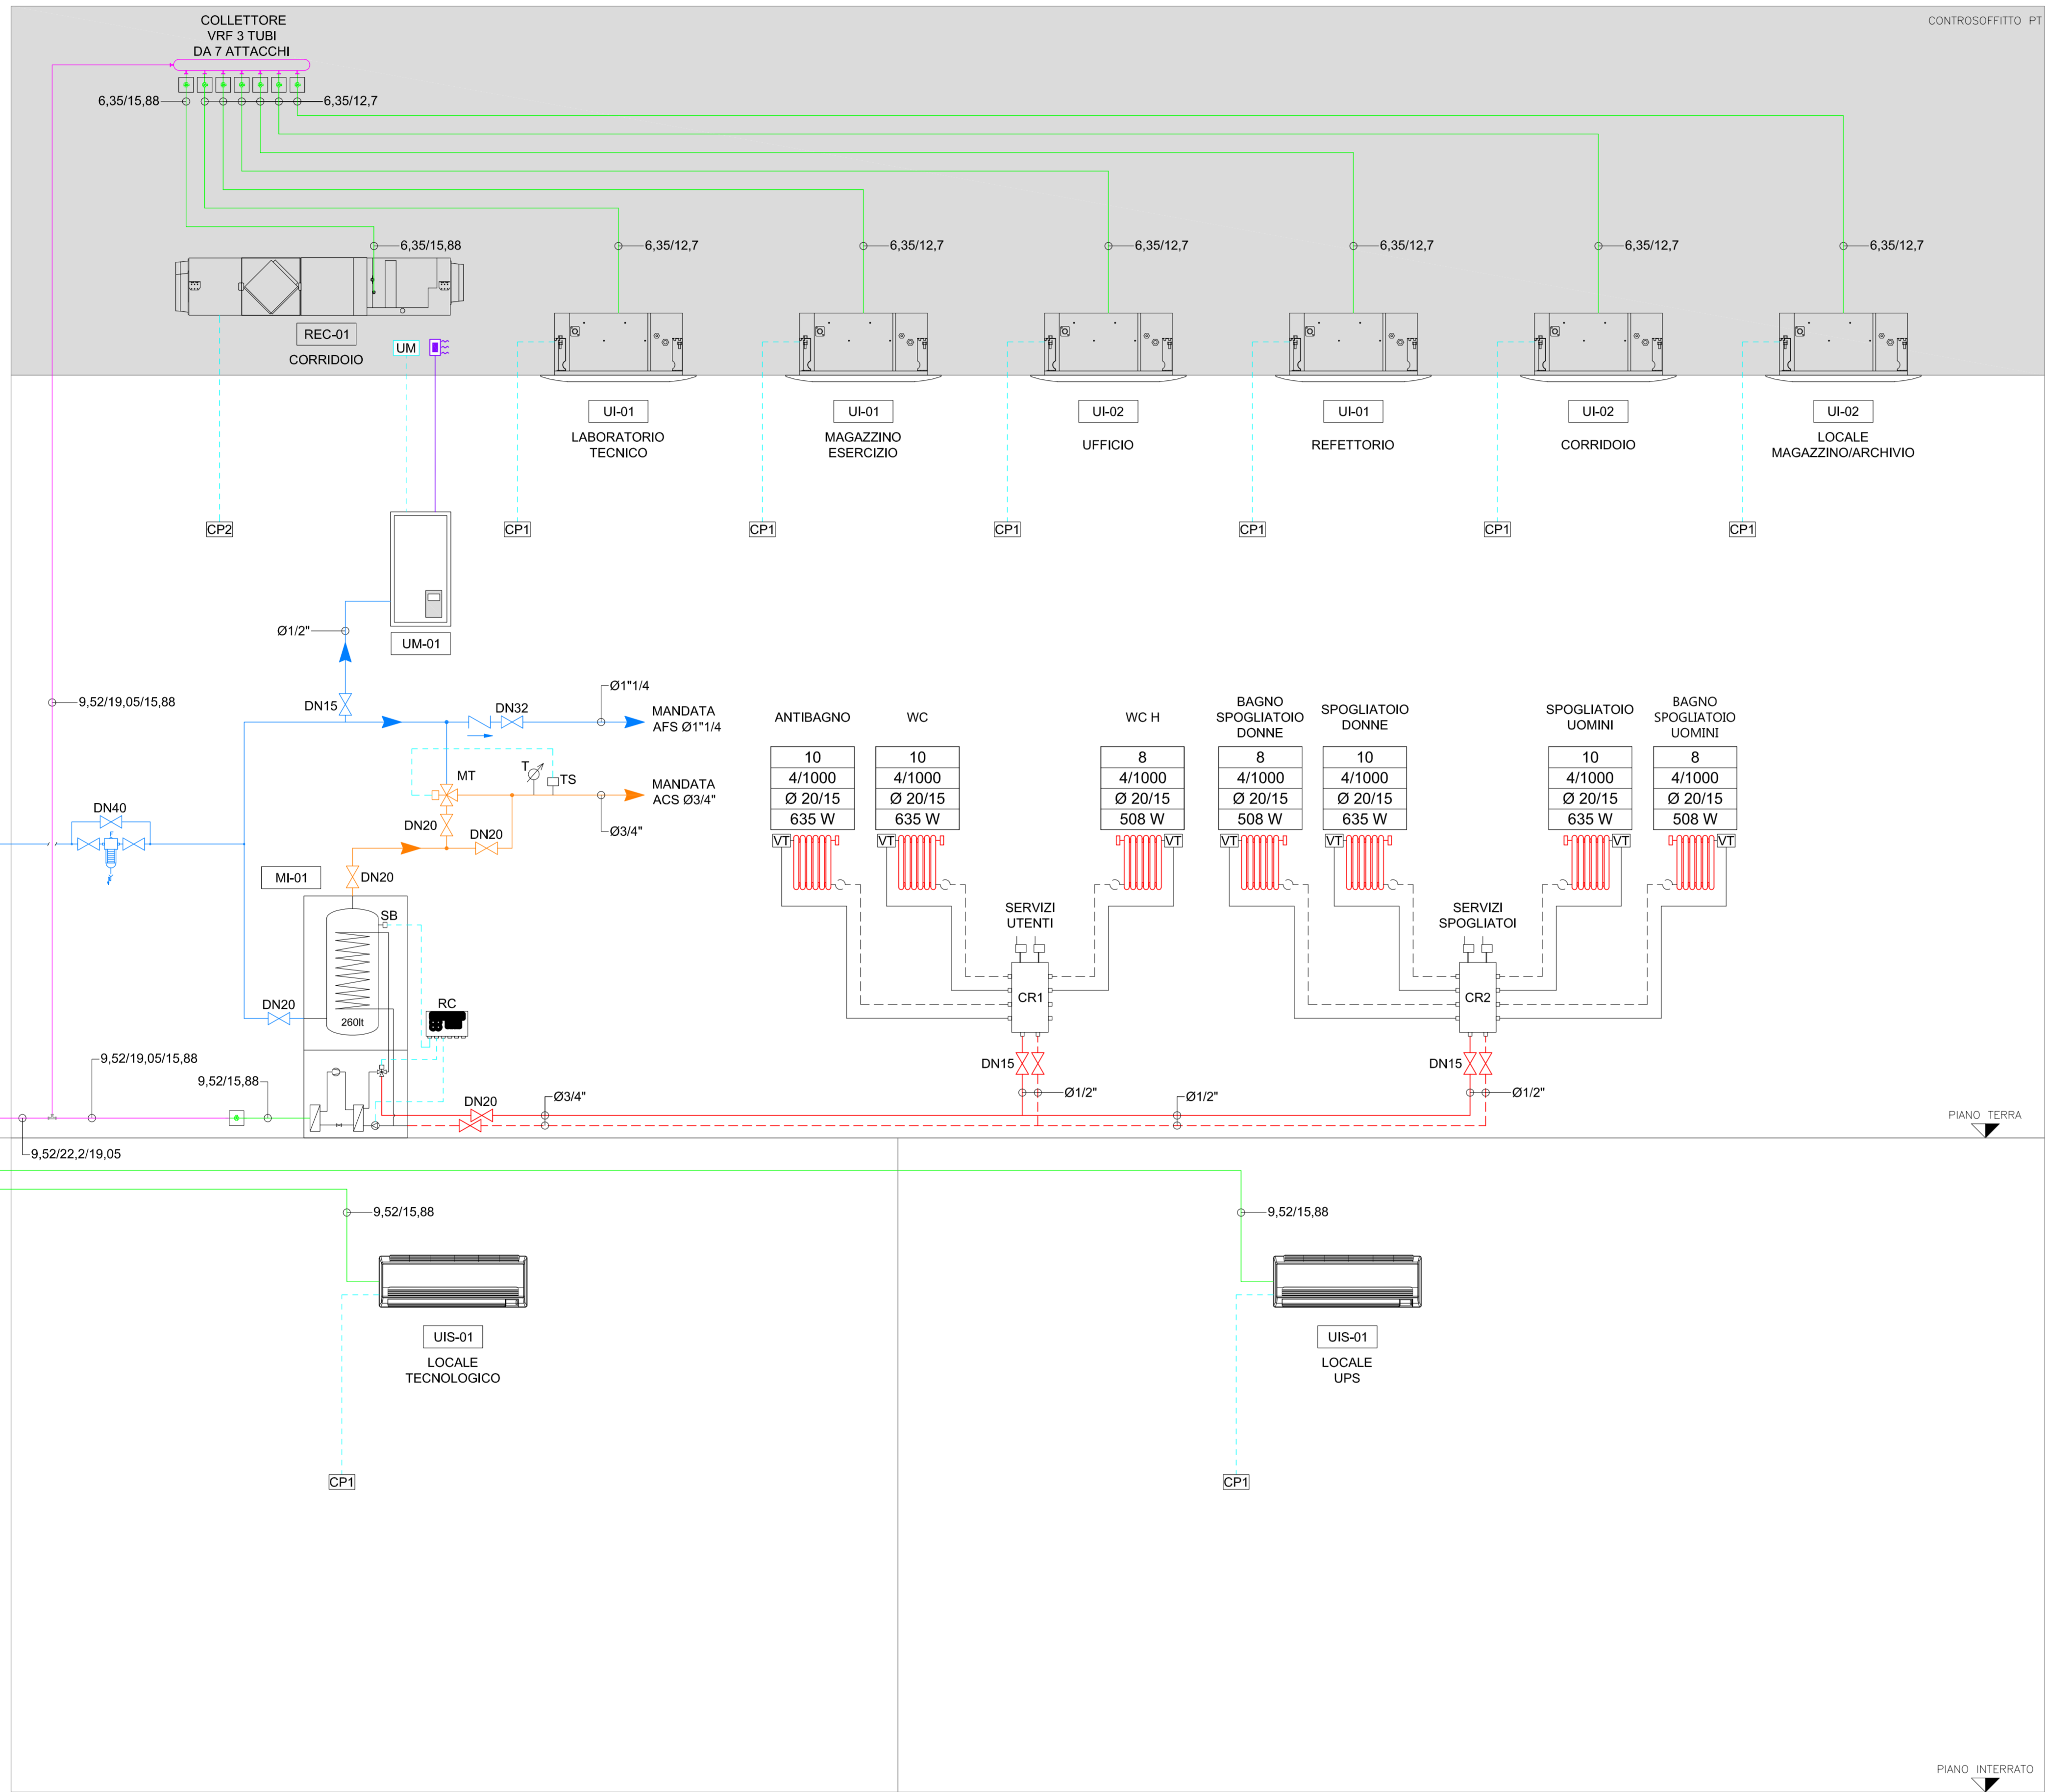 COLLETTORE
VRF 3 TUBI
DA 7 ATTACCHI
CONTROSOFFITTO PT
6,35/15,88
6,35/12,7
6,35/15,88
6,35/12,7
6,35/12,7
6,35/12,7
6,35/12,7
6,35/12,7
6,35/12,7
REC-01
CORRIDOIO
UM
UI-01
LABORATORIO
TECNICO
UI-01
MAGAZZINO
ESERCIZIO
UI-02
UFFICIO
UI-01
REFETTORIO
UI-02
CORRIDOIO
UI-02
LOCALE
MAGAZZINO/ARCHIVIO
CP2
CP1
CP1
CP1
CP1
CP1
CP1
Ø1/2"
UM-01
9,52/19,05/15,88
DN15
DN32
Ø1"1/4
MANDATA
AFS Ø1"1/4
MT
T
TS
MANDATA
ACS Ø3/4"
Ø3/4"
DN40
F
DN20
DN20
MI-01
DN20
SB
DN20
260lt
RC
ANTIBAGNO
10
4/1000
Ø 20/15
635 W
VT
WC
10
4/1000
Ø 20/15
635 W
VT
WC H
8
4/1000
Ø 20/15
508 W
VT
BAGNO
SPOGLIATOIO
DONNE
8
4/1000
Ø 20/15
508 W
VT
SPOGLIATOIO
DONNE
10
4/1000
Ø 20/15
635 W
VT
SPOGLIATOIO
UOMINI
10
4/1000
Ø 20/15
635 W
VT
BAGNO
SPOGLIATOIO
UOMINI
8
4/1000
Ø 20/15
508 W
VT
SERVIZI
UTENTI
CR1
SERVIZI
SPOGLIATOI
CR2
DN15
Ø1/2"
DN15
Ø1/2"
9,52/19,05/15,88
9,52/15,88
DN20
Ø3/4"
Ø1/2"
PIANO TERRA
9,52/22,2/19,05
9,52/15,88
9,52/15,88
UIS-01
LOCALE
TECNOLOGICO
UIS-01
LOCALE
UPS
CP1
CP1
PIANO INTERRATO